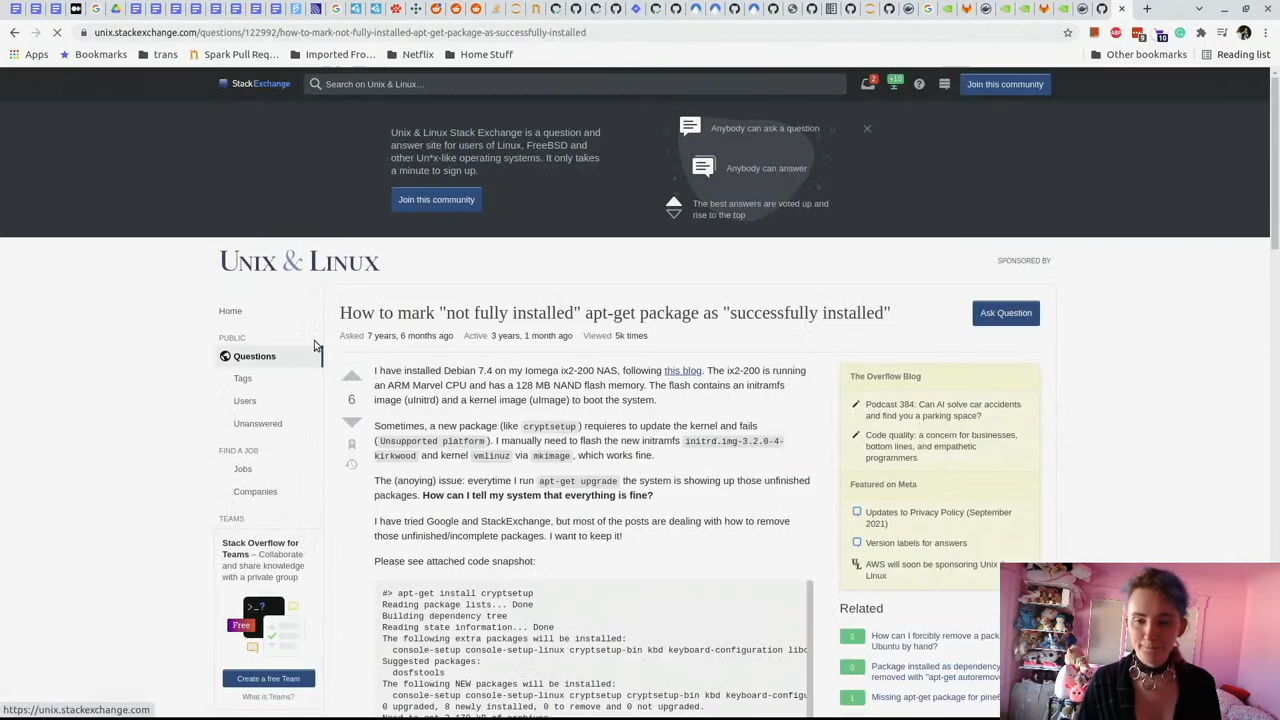 unix.stackexchange.com/questions/122992/how-to-mark-not-fully-installed-apt-get-package-as-successfully-installed
Apps
Bookmarks
trans
Spark Pull Req...
Imported Fro...
Netflix
Home Stuff
Other bookmarks
Reading list
StackExchange
Search on Unix & Linux...
2
+10
Join this community
Unix & Linux Stack Exchange is a question and
answer site for users of Linux, FreeBSD and
other Un*x-like operating systems. It only takes
a minute to sign up.
Join this community
Anybody can ask a question
Anybody can answer
The best answers are voted up and
rise to the top
UNIX & LINUX
SPONSORED BY
Home
PUBLIC
Questions
Tags
Users
Unanswered
FIND A JOB
Jobs
Companies
TEAMS
Stack Overflow for
Teams – Collaborate
and share knowledge
with a private group
>_?
Free
Create a free Team
What is Teams?
How to mark "not fully installed" apt-get package as "successfully installed"
Ask Question
Asked 7 years, 6 months ago Active 3 years, 1 month ago Viewed 5k times
6
I have installed Debian 7.4 on my Iomega ix2-200 NAS, following this blog. The ix2-200 is running
an ARM Marvel CPU and has a 128 MB NAND flash memory. The flash contains an initramfs
image (uInitrd) and a kernel image (uImage) to boot the system.
Sometimes, a new package (like cryptsetup) requieres to update the kernel and fails
(Unsupported platform). I manually need to flash the new initramfs initrd.img-3.2.0-4-
kirkwood and kernel vmlinuz via mkimage, which works fine.
The (anoying) issue: everytime I run apt-get upgrade the system is showing up those unfinished
packages. How can I tell my system that everything is fine?
I have tried Google and StackExchange, but most of the posts are dealing with how to remove
those unfinished/incomplete packages. I want to keep it!
Please see attached code snapshot:
#> apt-get install cryptsetup
Reading package lists... Done
Building dependency tree
Reading state information... Done
The following extra packages will be installed:
console-setup console-setup-linux cryptsetup-bin kbd keyboard-configuration libc
Suggested packages:
dosfstools
The following NEW packages will be installed:
console-setup console-setup-linux cryptsetup cryptsetup-bin kbd keyboard-configu
0 upgraded, 8 newly installed, 0 to remove and 0 not upgraded.
The Overflow Blog
Podcast 384: Can AI solve car accidents
and find you a parking space?
Code quality: a concern for businesses,
bottom lines, and empathetic
programmers
Featured on Meta
Updates to Privacy Policy (September
2021)
Version labels for answers
AWS will soon be sponsoring Unix
Linux
Related
2
How can I forcibly remove a pack
Ubuntu by hand?
0
Package installed as dependency
removed with "apt-get autoremov
1
Missing apt-get package for pine6
https://unix.stackexchange.com